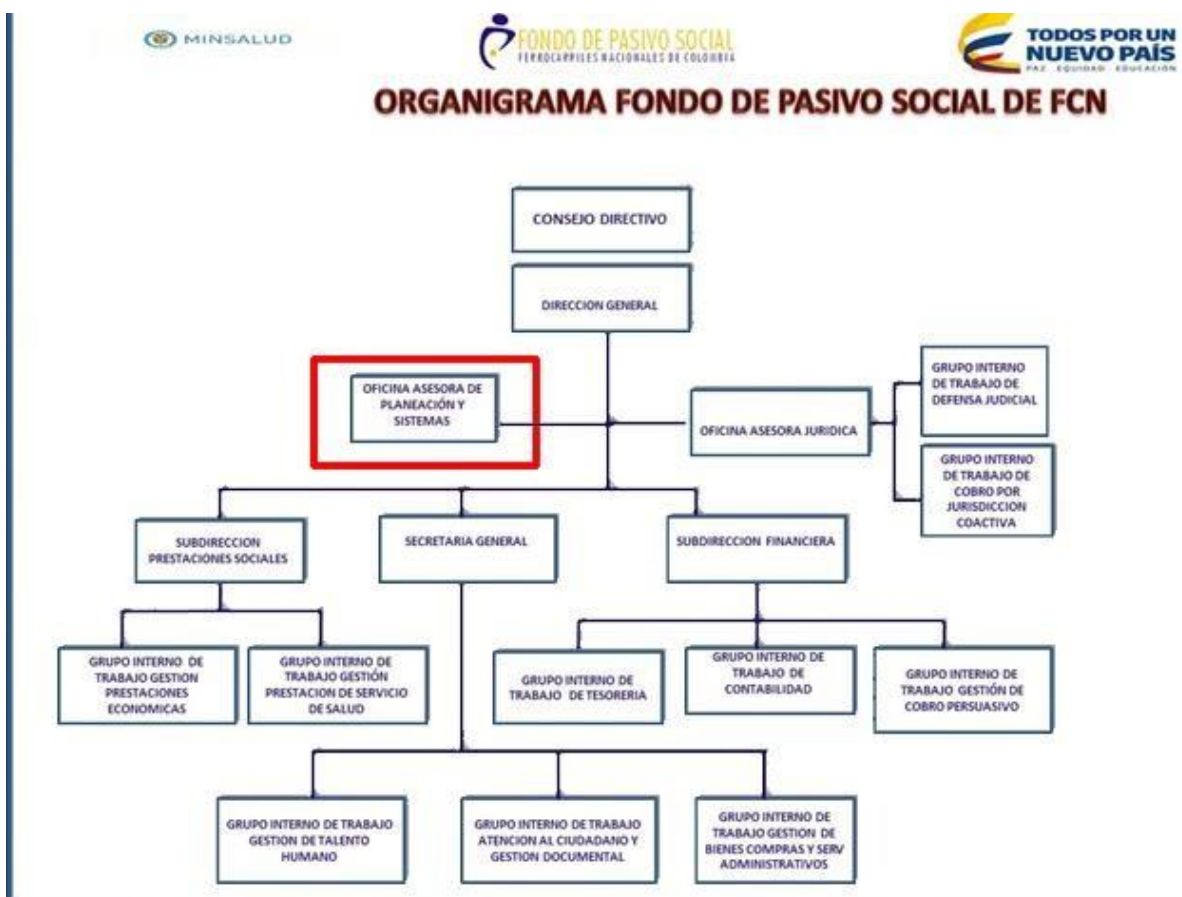 MINSALUD
FONDO DE PASIVO SOCIAL
FERROCARRILES NACIONALES DE COLOMBIA
TODOS POR UN
NUEVO PAÍS
PAZ EQUIDAD EDUCACIÓN
ORGANIGRAMA FONDO DE PASIVO SOCIAL DE FCN
CONSEJO DIRECTIVO
DIRECCION GENERAL
OFICINA ASESORA DE
PLANEACIÓN Y
SISTEMAS
OFICINA ASESORA JURIDICA
GRUPO INTERNO
DE TRABAJO DE
DEFENSA JUDICIAL
GRUPO INTERNO
DE TRABAJO DE
COBRO POR
JURISDICCION
COACTIVA
SUBDIRECCION
PRESTACIONES SOCIALES
SECRETARIA GENERAL
SUBDIRECCION FINANCIERA
GRUPO INTERNO DE
TRABAJO GESTION
PRESTACIONES
ECONOMICAS
GRUPO INTERNO DE
TRABAJO GESTIÓN
PRESTACION DE SERVICIO
DE SALUD
GRUPO INTERNO DE
TRABAJO DE TESORERIA
GRUPO INTERNO DE
TRABAJO DE
CONTABILIDAD
GRUPO INTERNO DE
TRABAJO GESTIÓN DE
COBRO PERSUASIVO
GRUPO INTERNO DE TRABAJO
GESTION DE TALENTO
HUMANO
GRUPO INTERNO DE TRABAJO
ATENCION AL CIUDADANO Y
GESTION DOCUMENTAL
GRUPO INTERNO DE
TRABAJO GESTION DE
BIENES COMPRAS Y SERV
ADMINISTRATIVOS